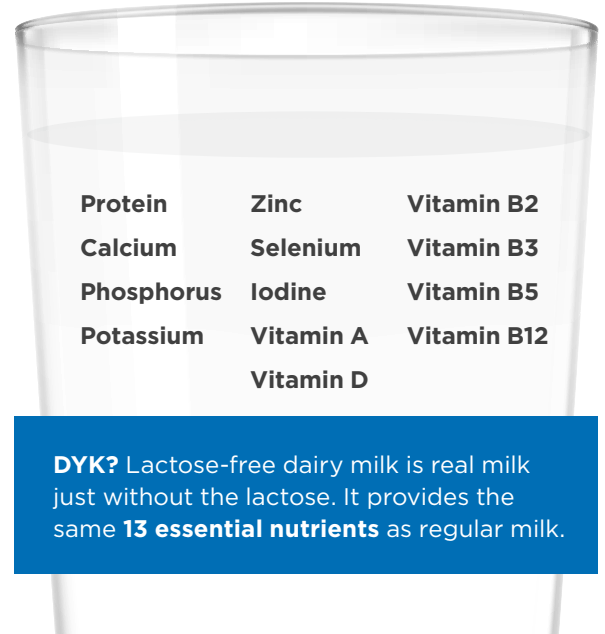 Protein
Calcium
Phosphorus
Potassium
Zinc
Selenium
Iodine
Vitamin A
Vitamin D
Vitamin B2
Vitamin B3
Vitamin B5
Vitamin B12
DYK? Lactose-free dairy milk is real milk
just without the lactose. It provides the
same 13 essential nutrients as regular milk.